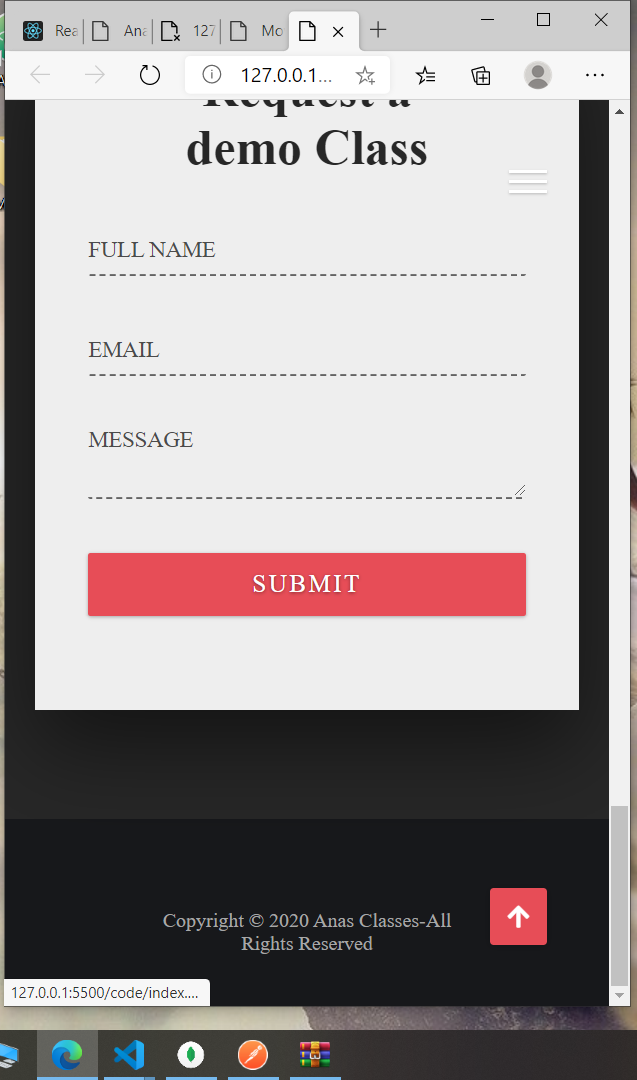 Rea
Ana
127
Mo
127.0.0.1...
Request a
demo Class
FULL NAME
EMAIL
MESSAGE
SUBMIT
Copyright © 2020 Anas Classes-All
Rights Reserved
127.0.0.1:5500/code/index....